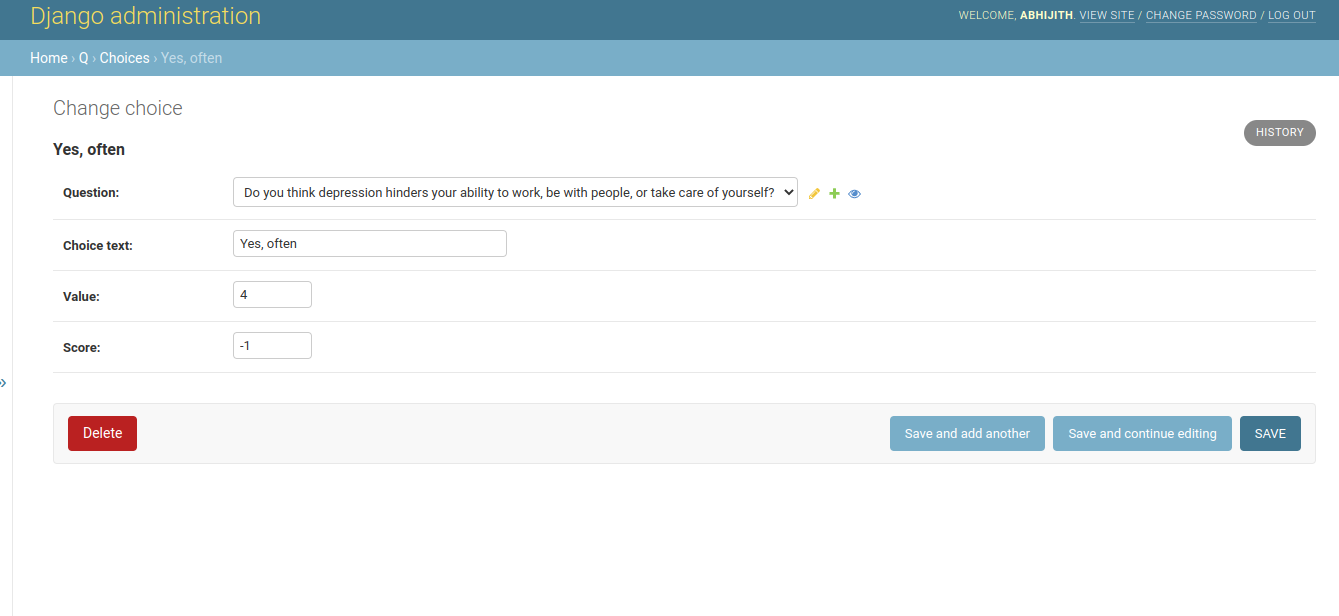 Django administration
WELCOME, ABHIJITH. VIEW SITE / CHANGE PASSWORD / LOG OUT
Home › Q › Choices › Yes, often
Change choice
HISTORY
Yes, often
Question: Do you think depression hinders your ability to work, be with people, or take care of yourself?
Choice text: Yes, often
Value: 4
Score: -1
»
Delete Save and add another Save and continue editing SAVE